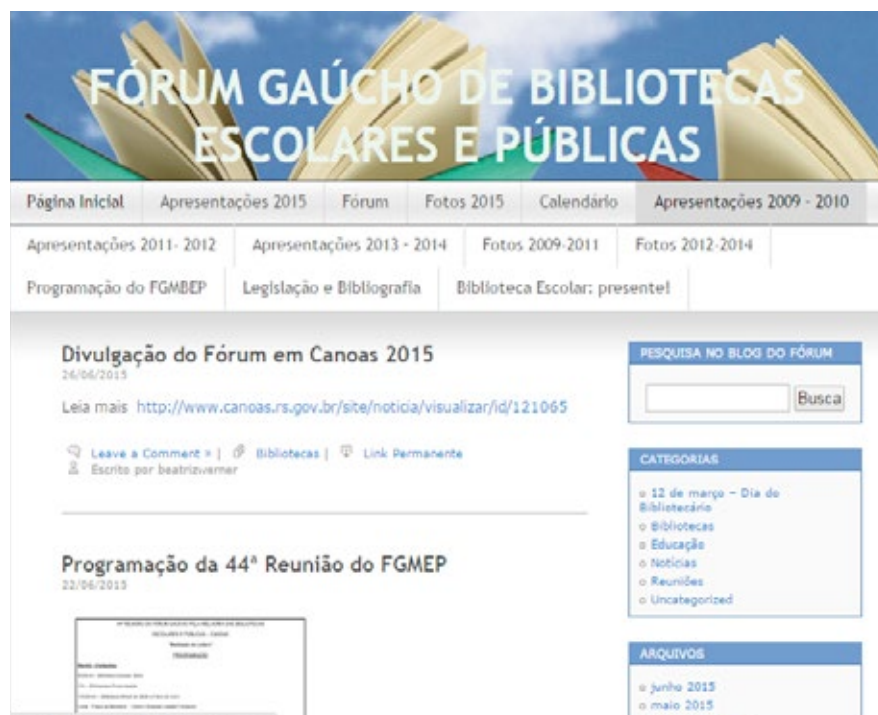 FÓRUM GAÚCHO DE BIBLIOTECAS
ESCOLARES E PÚBLICAS
Página Inicial Apresentações 2015 Fórum Fotos 2015 Calendário Apresentações 2009 - 2010
Apresentações 2011- 2012 Apresentações 2013 - 2014 Fotos 2009-2011 Fotos 2012-2014
Programação do FGMBEP Legislação e Bibliografia Biblioteca Escolar: presente!
Divulgação do Fórum em Canoas 2015
26/06/2015
Leia mais http://www.canoas.rs.gov.br/site/noticia/visualizar/id/121065
Leave a Comment » | Bibliotecas | Link Permanente
Escrito por beatrizwerner
Programação da 44ª Reunião do FGMEP
22/06/2015
PROGRAMAÇÃO
PESQUISA NO BLOG DO FÓRUM
Busca
CATEGORIAS
12 de março – Dia do
Bibliotecário
Bibliotecas
Educação
Notícias
Reuniões
Uncategorized
ARQUIVOS
junho 2015
maio 2015